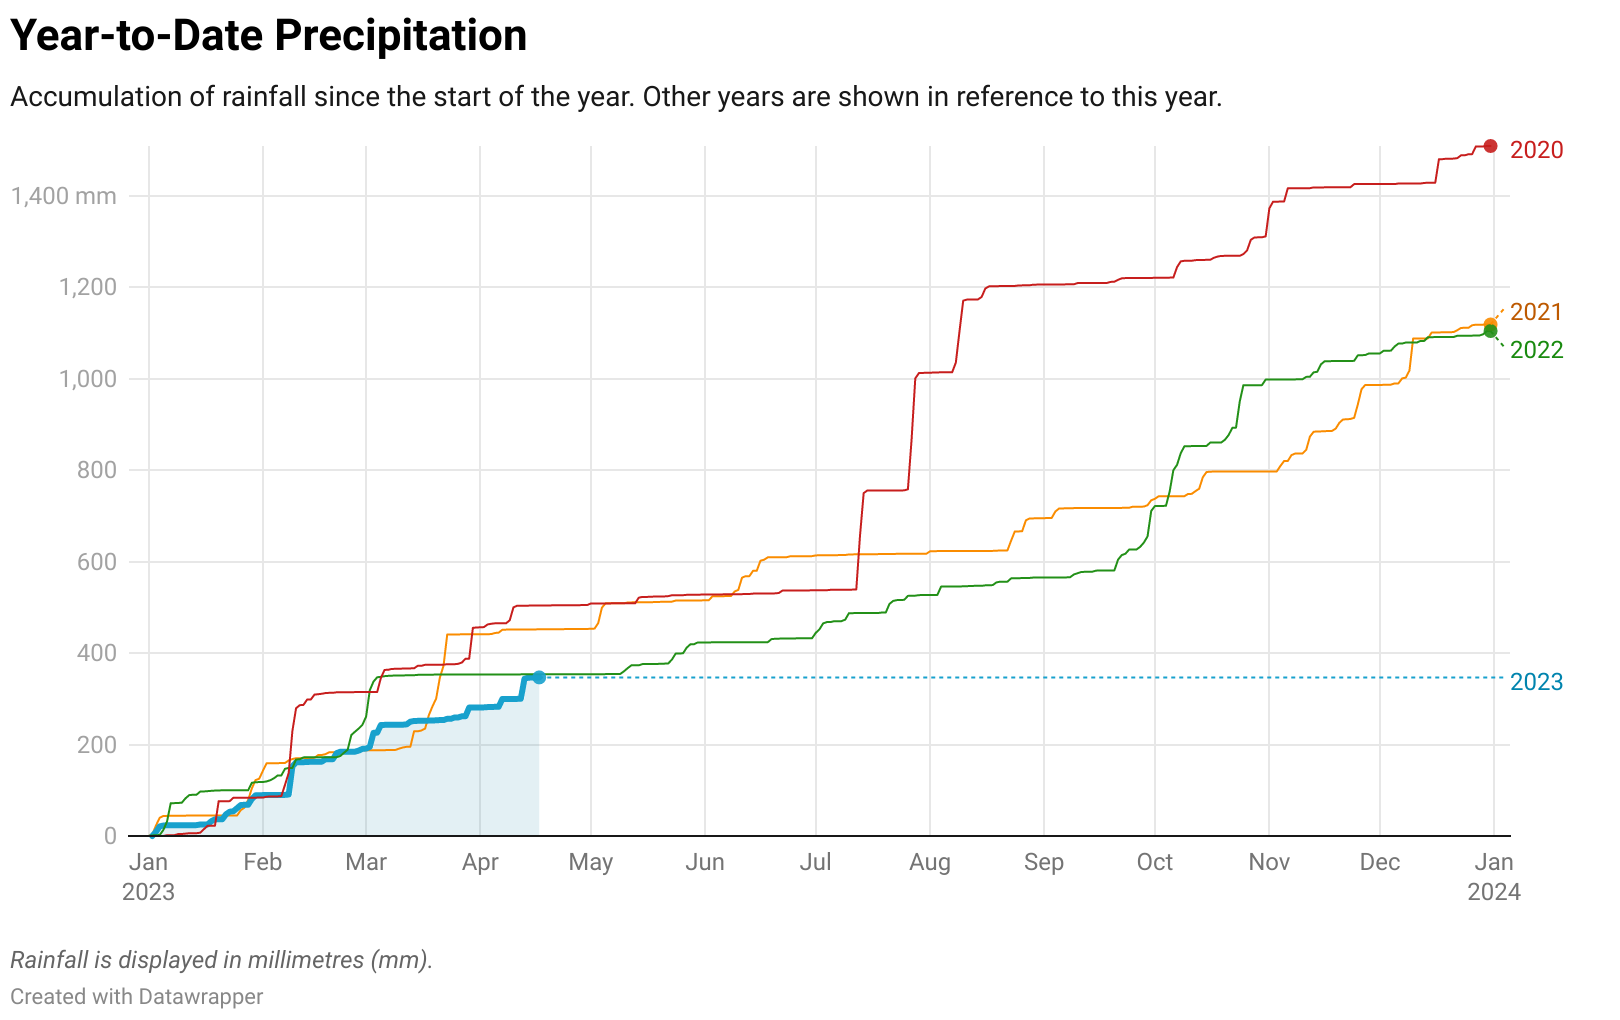 Year-to-Date Precipitation
Accumulation of rainfall since the start of the year. Other years are shown in reference to this year.
2020
1,400 mm
1,200
2021
2022
1,000
800
600
400
2023
200
0
Jan Feb Mar Apr May Jun Jul Aug Sep Oct Nov Dec Jan
2023 2024
Rainfall is displayed in millimetres (mm).
Created with Datawrapper